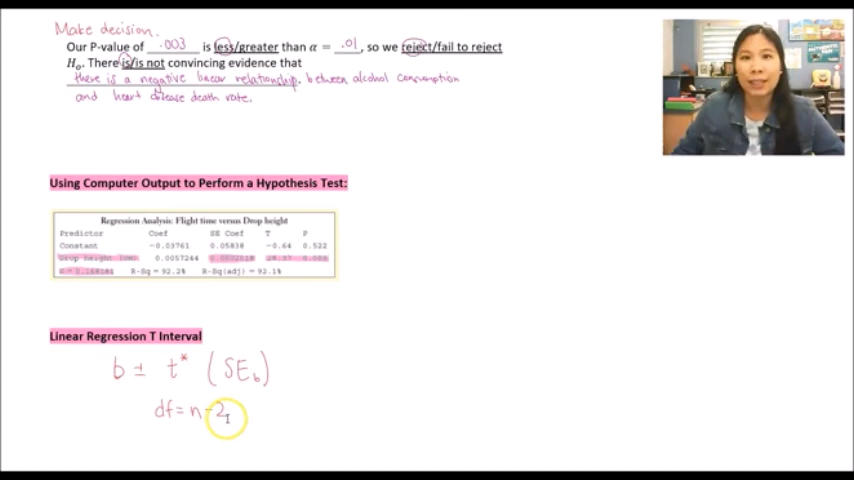 Make decision.
Our P-value of .003 is less/greater than α = .01, so we reject/fail to reject
H₀. There is/is not convincing evidence that
there is a negative linear relationship. between alcohol consumption
and heart disease death rate.
Using Computer Output to Perform a Hypothesis Test:
Regression Analysis: Flight time versus Drop height
Predictor Coef SE Coef T P
Constant -0.03761 0.05838 -0.64 0.522
Drop height (cm) 0.0057244
R-Sq = 92.2% R-Sq(adj) = 92.1%
Linear Regression T Interval
b ± t* (SE_b)
df = n - 2